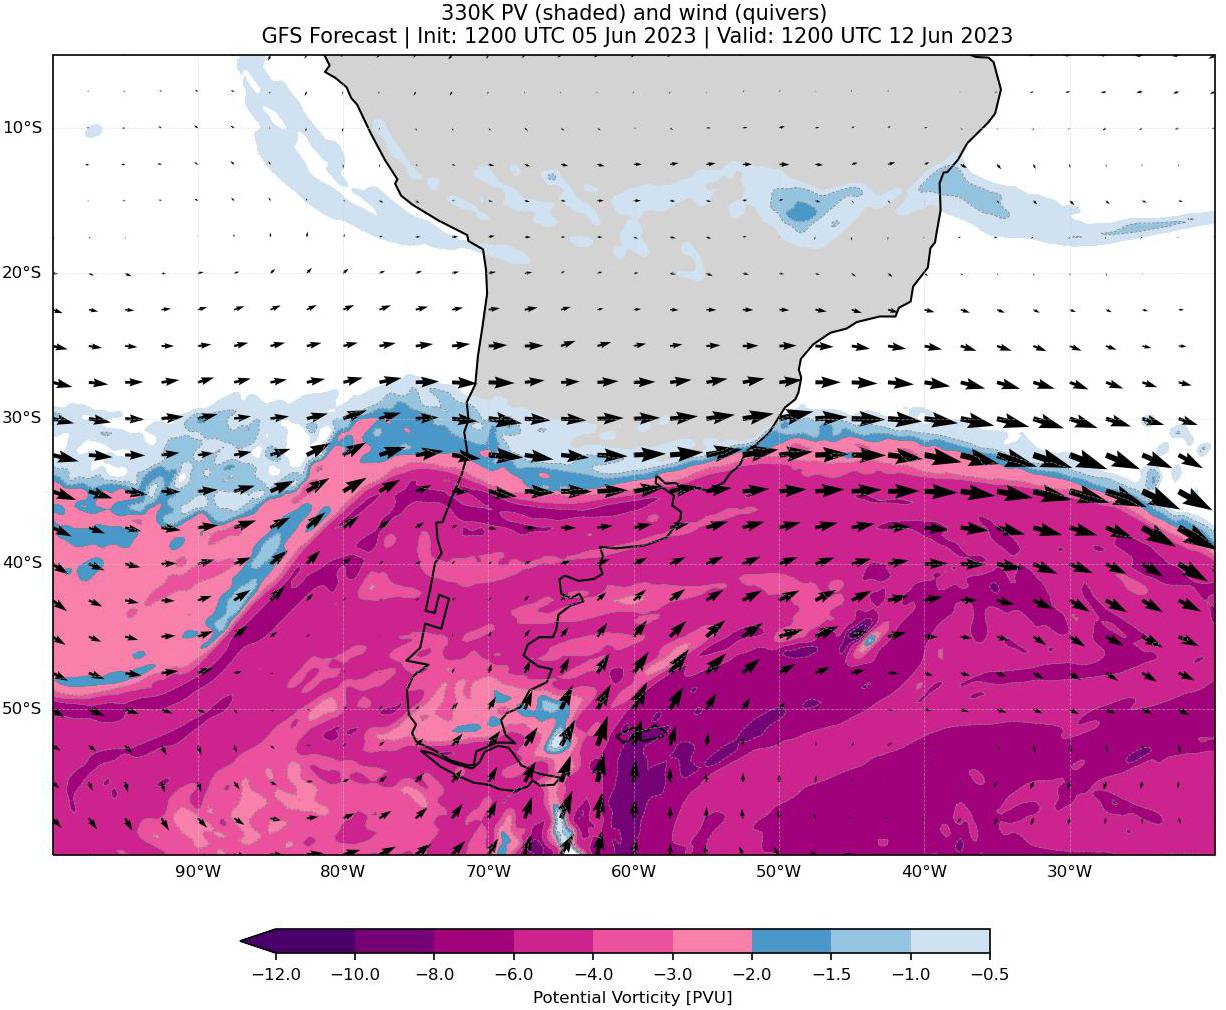 330K PV (shaded) and wind (quivers)
GFS Forecast | Init: 1200 UTC 05 Jun 2023 | Valid: 1200 UTC 12 Jun 2023
10°S
20°S
30°S
40°S
50°S
90°W 80°W 70°W 60°W 50°W 40°W 30°W
−12.0 −10.0 −8.0 −6.0 −4.0 −3.0 −2.0 −1.5 −1.0 −0.5
Potential Vorticity [PVU]